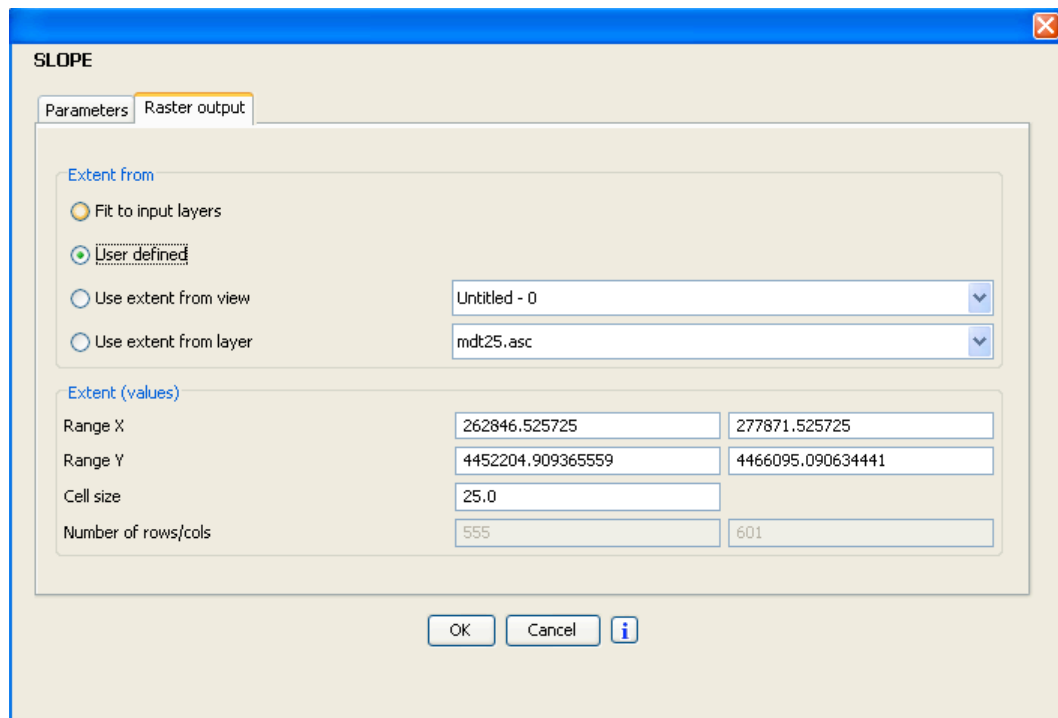 SLOPE
Parameters Raster output
Extent from
Fit to input layers
User defined
Use extent from view Untitled - 0
Use extent from layer mdt25.asc
Extent (values)
Range X 262846.525725 277871.525725
Range Y 4452204.909365559 4466095.090634441
Cell size 25.0
Number of rows/cols 555 601
OK Cancel i